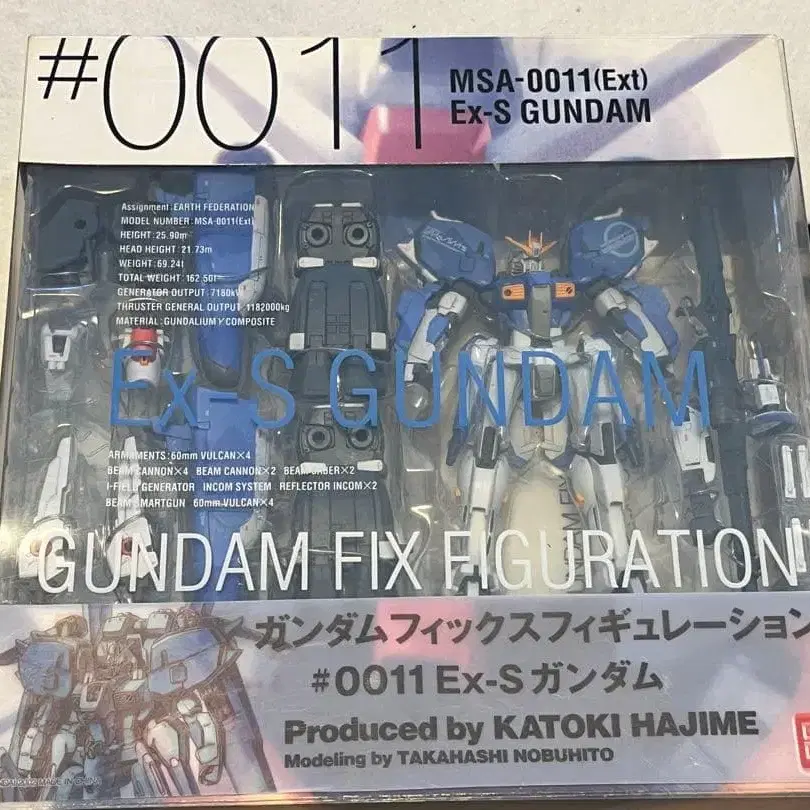 #0011
MSA-0011(Ext)
Ex-S GUNDAM
Assignment:EARTH FEDERATION
MODEL NUMBER:MSA-0011(Ext)
HEIGHT:25.90m
HEAD HEIGHT:21.73m
WEIGHT:69.24t
TOTAL WEIGHT:162.50t
GENERATOR OUTPUT:7180kW
THRUSTER GENERAL OUTPUT:1182000kg
MATERIAL:GUNDALIUM γ COMPOSITE
Ex-S GUNDAM
ARMAMENTS:60mm VULCAN×4
BEAM CANNON×4 BEAM CANNON×2 BEAM SABER×2
I-FIELD GENERATOR INCOM SYSTEM REFLECTOR INCOM×2
BEAM SMARTGUN 60mm VULCAN×4
GUNDAM FIX FIGURATION
ガンダムフィックスフィギュレーション
#0011 Ex-Sガンダム
Produced by KATOKI HAJIME
Modeling by TAKAHASHI NOBUHITO
MADE IN CHINA